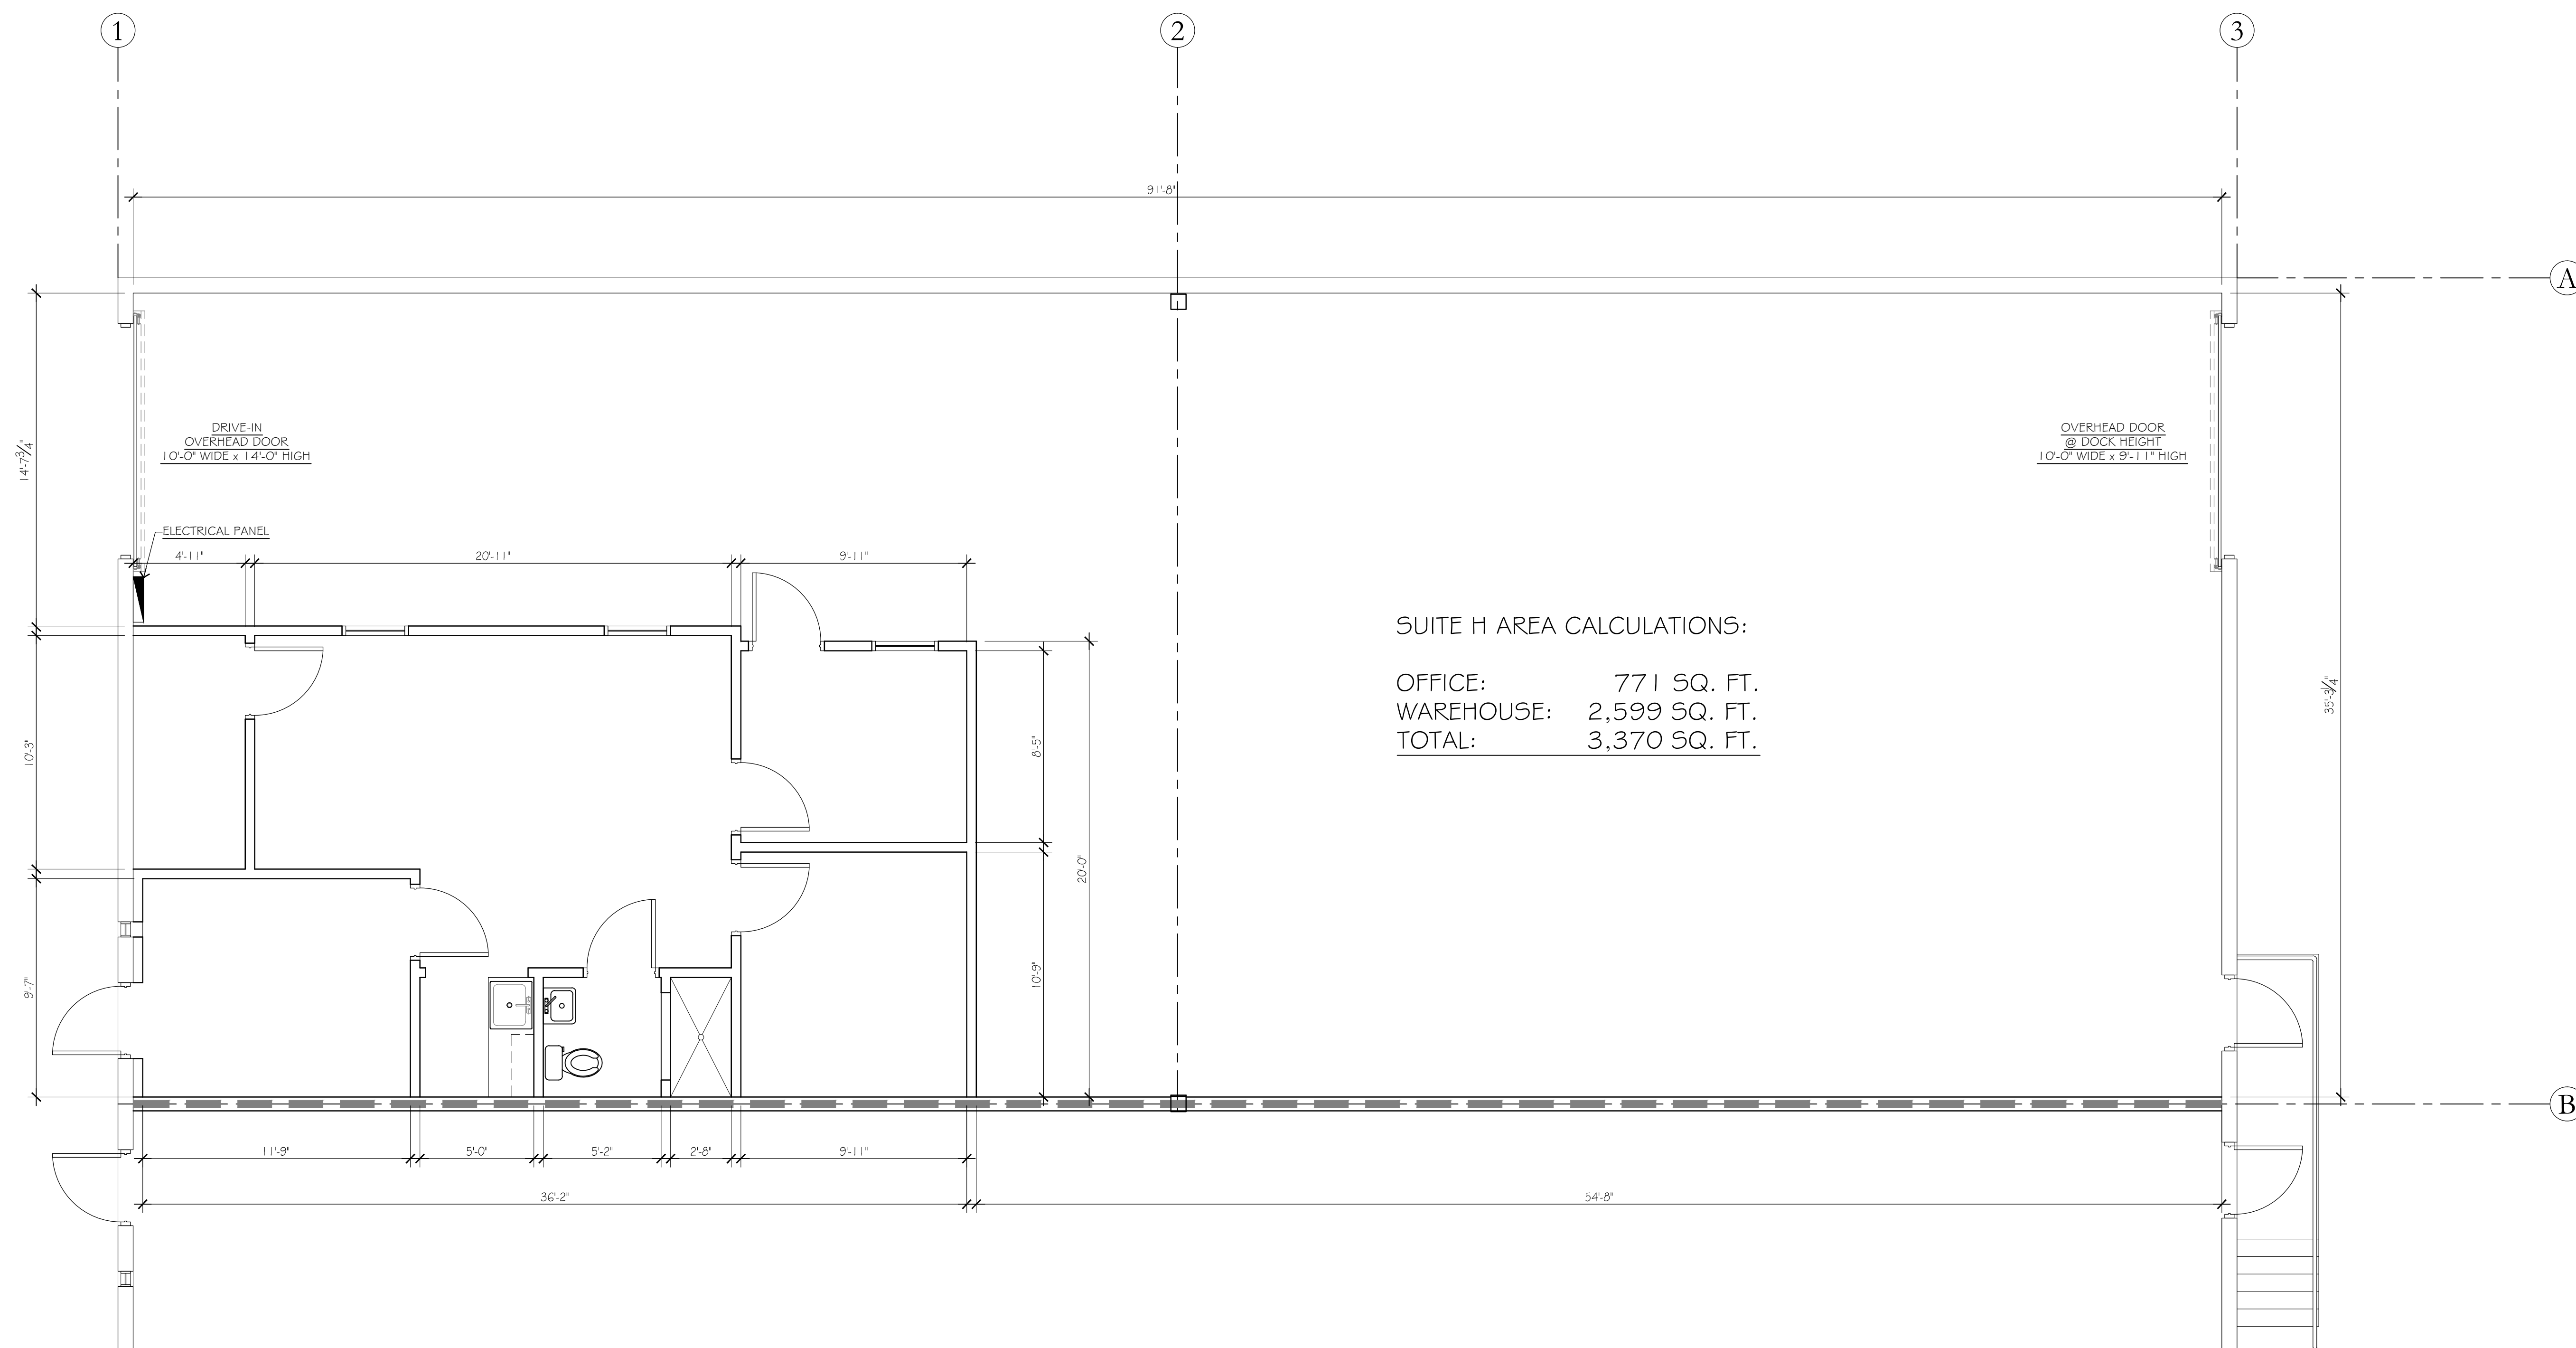 1
2
3
91'-8"
A
DRIVE-IN
OVERHEAD DOOR
10'-0" WIDE x 14'-0" HIGH
OVERHEAD DOOR
@ DOCK HEIGHT
10'-0" WIDE x 9'-11" HIGH
14'-7 3/4"
ELECTRICAL PANEL
4'-11"
20'-11"
9'-11"
SUITE H AREA CALCULATIONS:
OFFICE: 771 SQ. FT.
WAREHOUSE: 2,599 SQ. FT.
TOTAL: 3,370 SQ. FT.
35'-3 1/4"
10'-3"
8'-5"
20'-0"
9'-7"
10'-9"
B
11'-9"
5'-0"
5'-2"
2'-8"
9'-11"
36'-2"
54'-8"